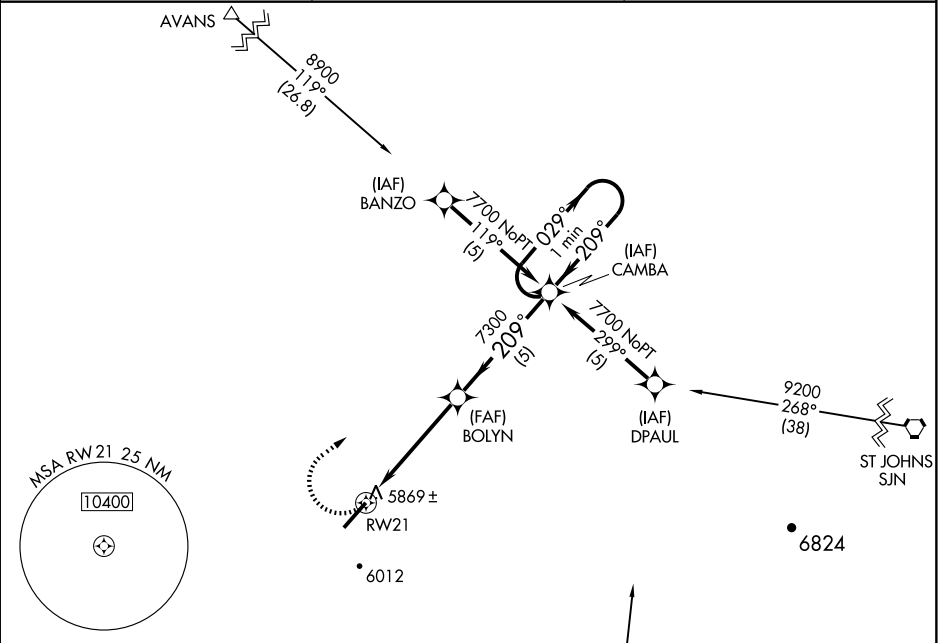 AVANS
8900
119°
(26.8)
(IAF)
BANZO
7700 NoPT
119°
(5)
029°
1 min
209°
(IAF)
CAMBA
7300
209°
(5)
7700 NoPT
299°
(5)
(FAF)
BOLYN
(IAF)
DPAUL
9200
268°
(38)
ST JOHNS
SJN
MSA RW21 25 NM
10400
5869±
RW21
6012
6824